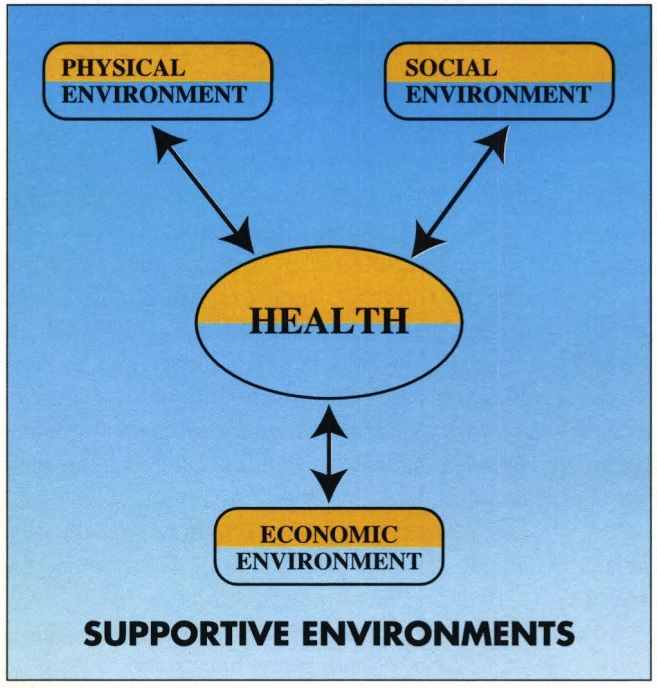 PHYSICAL
ENVIRONMENT
SOCIAL
ENVIRONMENT
HEALTH
ECONOMIC
ENVIRONMENT
SUPPORTIVE ENVIRONMENTS